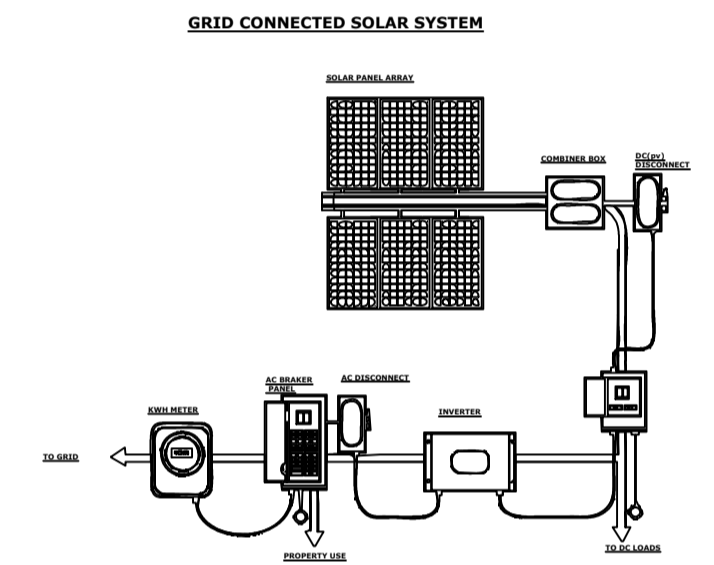 GRID CONNECTED SOLAR SYSTEM
SOLAR PANEL ARRAY
COMBINER BOX
DC(pv)
DISCONNECT
AC BRAKER
PANEL
AC DISCONNECT
KWH METER
INVERTER
TO GRID
PROPERTY USE
TO DC LOADS